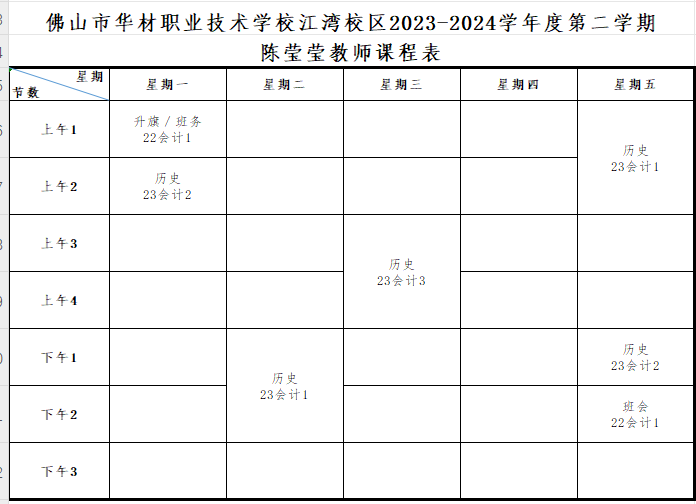 佛山市华材职业技术学校江湾校区2023-2024学年度第二学期
陈莹莹教师课程表
星期
节数
星期一 星期二 星期三 星期四 星期五
上午1
升旗/班务
22会计1
历史
23会计1
上午2
历史
23会计2
上午3
历史
23会计3
上午4
下午1
历史
23会计1
历史
23会计2
下午2
班会
22会计1
下午3